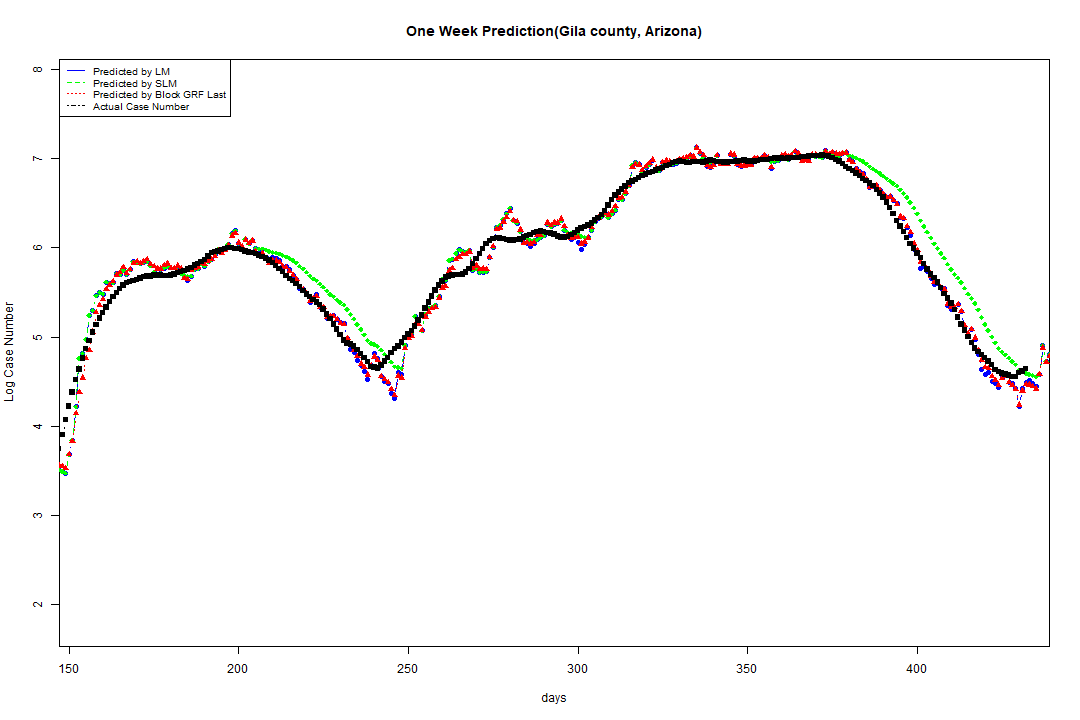 One Week Prediction(Gila county, Arizona)
Predicted by LM
Predicted by SLM
Predicted by Block GRF Last
Actual Case Number
8
7
6
5
4
3
2
Log Case Number
150 200 250 300 350 400
days